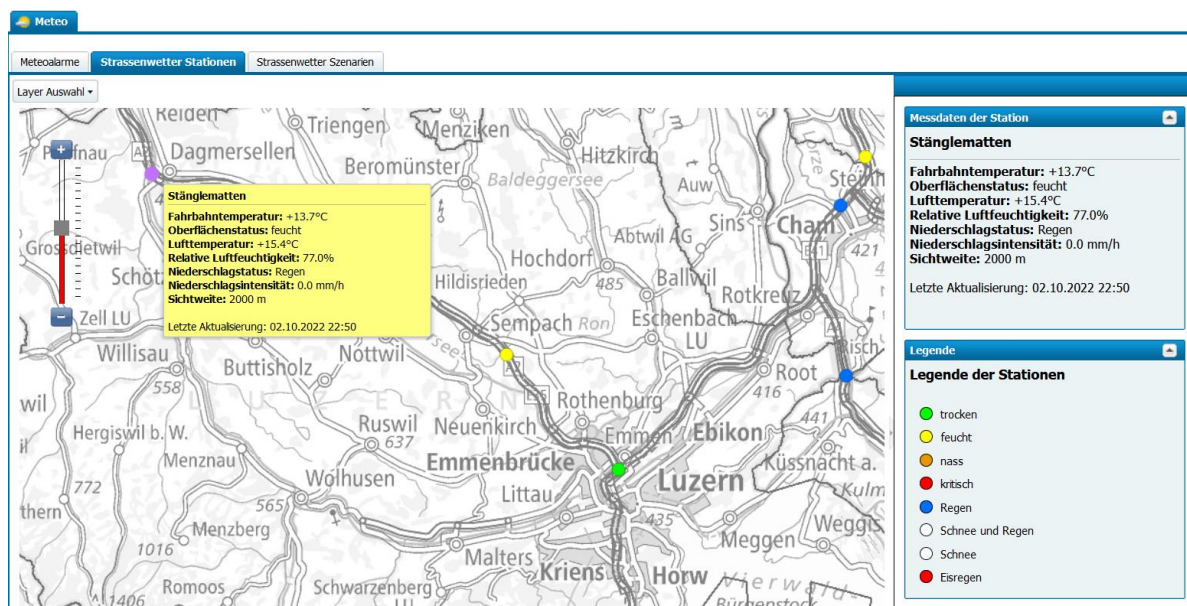 Meteo
Meteoalarme
Strassenwetter Stationen
Strassenwetter Szenarien
Layer Auswahl
Reiden
Triengen
Menziken
Dagmersellen
Beromünster
Hitzkirch
Baldeggersee
Auw
Sins
Cham
Abtwil AG
E41
421
Grossdietwil
Hochdorf
485
Ballwil
Rotkreuz
Hildisrieden
Eschenbach
LU
Zell LU
Sempach
Ron
Willisau
Buttisholz
Nottwil
A2
Root
558
416
Rothenburg
Ruswil
637
Neuenkirch
Emmen
Ebikon
441
Hergiswil b. W.
Menznau
Emmenbrücke
Küssnacht a.
Wolhusen
Luzern
772
565
Littau
Menzberg
435
Weggis
1016
Malters
Meggen
Kriens
Horw
Romoos
Schwarzenberg
LU
1406
Bürgenstock
Stänglematten
Fahrbahntemperatur: +13.7°C
Oberflächenstatus: feucht
Lufttemperatur: +15.4°C
Relative Luftfeuchtigkeit: 77.0%
Niederschlagstatus: Regen
Niederschlagsintensität: 0.0 mm/h
Sichtweite: 2000 m
Letzte Aktualisierung: 02.10.2022 22:50
Messdaten der Station
Stänglematten
Fahrbahntemperatur: +13.7°C
Oberflächenstatus: feucht
Lufttemperatur: +15.4°C
Relative Luftfeuchtigkeit: 77.0%
Niederschlagstatus: Regen
Niederschlagsintensität: 0.0 mm/h
Sichtweite: 2000 m
Letzte Aktualisierung: 02.10.2022 22:50
Legende
Legende der Stationen
trocken
feucht
nass
kritisch
Regen
Schnee und Regen
Schnee
Eisregen